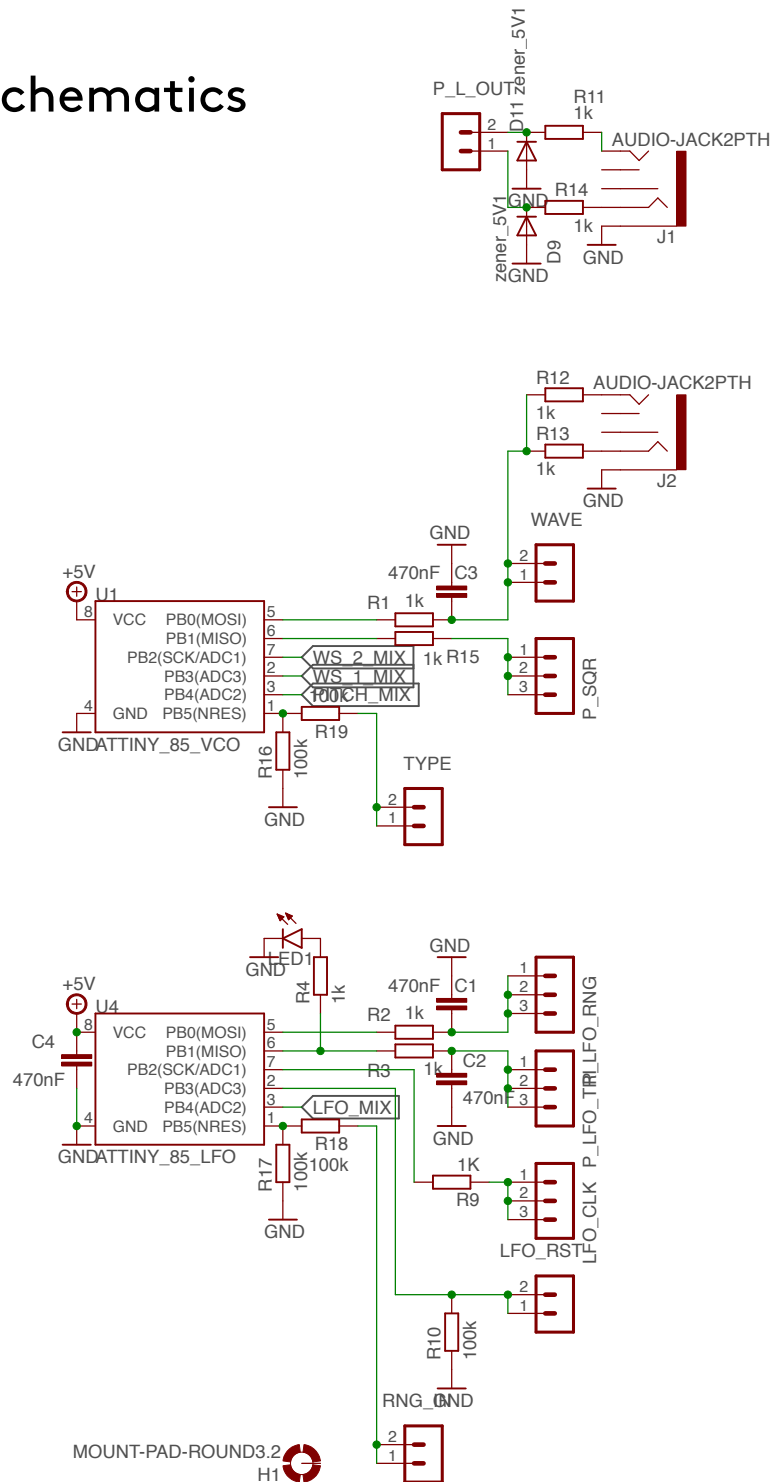 chematics
zener_5V1
P_L_OUT
D11
R11
1k
AUDIO-JACK2PTH
2
1
GND
R14
1k
zener_5V1
D9
GND
GND
J1
R12
AUDIO-JACK2PTH
1k
R13
1k
GND
J2
WAVE
GND
470nF
C3
2
1
+5V
U1
R1
1k
8
VCC
PB0(MOSI)
5
PB1(MISO)
6
PB2(SCK/ADC1)
7
WS_2_MIX
1k
R15
1
PB3(ADC3)
2
WS_1_MIX
2
PB4(ADC2)
3
PITCH_MIX
100k
3
P_SQR
4
GND
PB5(NRES)
1
R19
GND
ATTINY_85_VCO
R16
100k
GND
TYPE
2
1
LED1
GND
R4
1k
GND
470nF
C1
1
2
3
P_LFO_RNG
+5V
U4
R2
1k
C4
470nF
8
VCC
PB0(MOSI)
5
PB1(MISO)
6
R3
1k
C2
470nF
GND
PB2(SCK/ADC1)
7
PB3(ADC3)
2
PB4(ADC2)
3
LFO_MIX
1
2
3
P_LFO_TRI
4
GND
PB5(NRES)
1
R18
100k
GND
ATTINY_85_LFO
R17
100k
GND
1K
R9
1
2
3
LFO_CLK
LFO_RST
2
1
R10
100k
GND
RNG_IN
2
1
MOUNT-PAD-ROUND3.2
H1